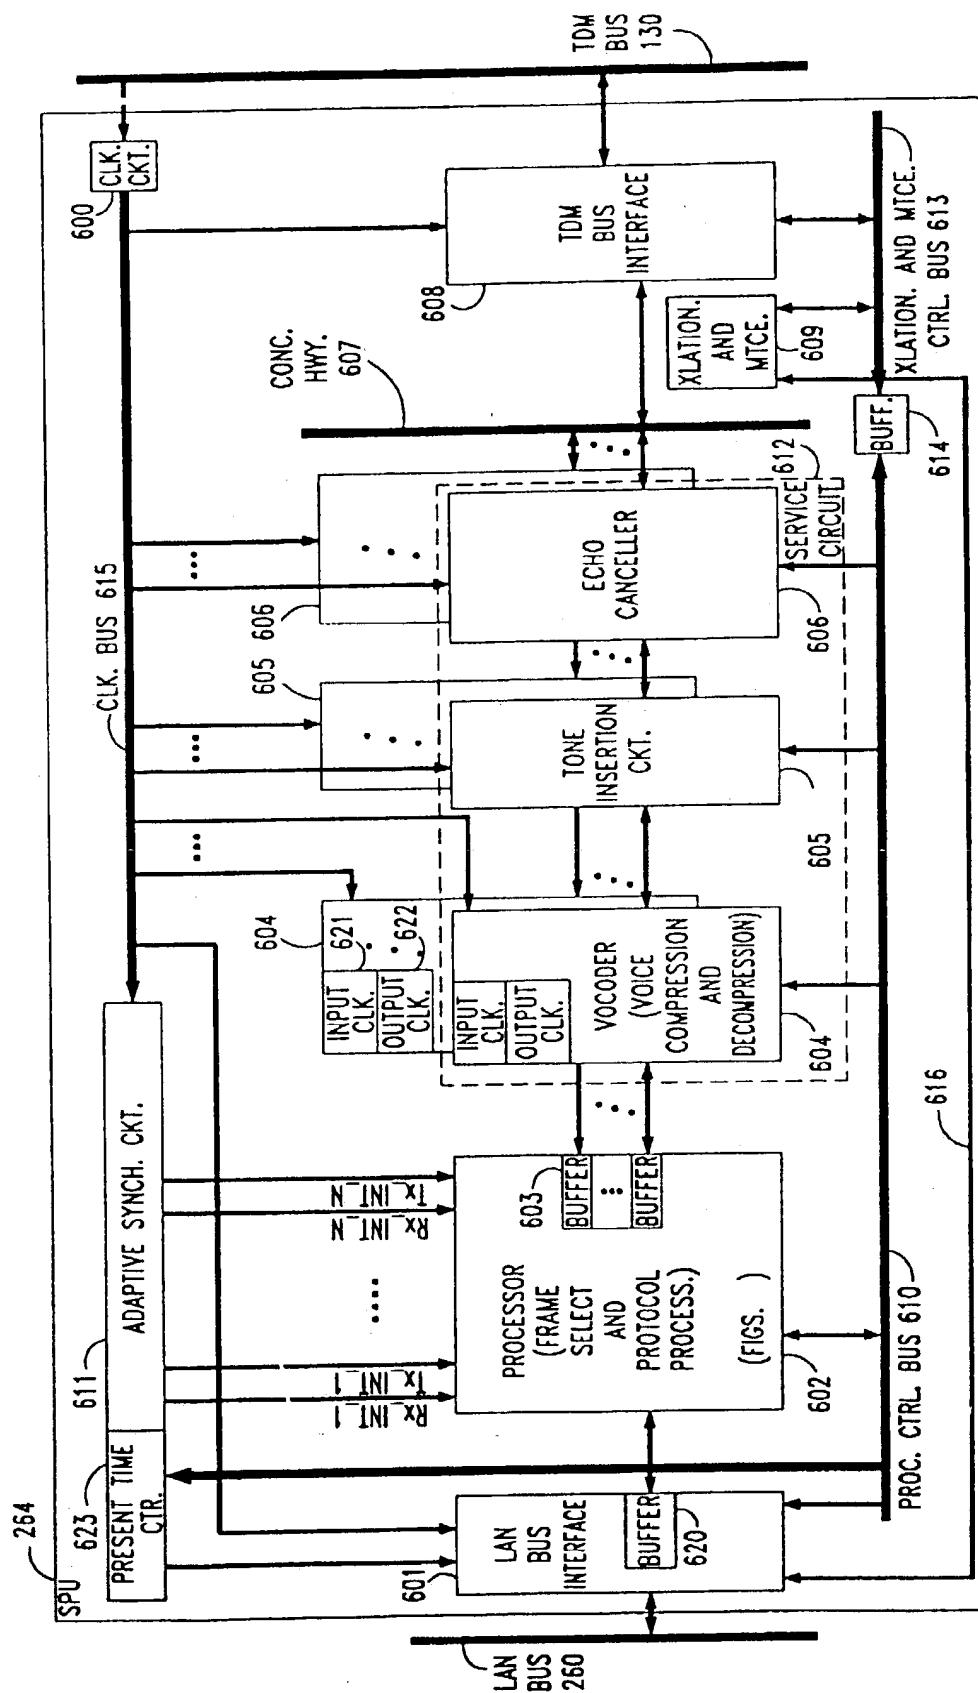 SPU
264
LAN
BUS
260
PRESENT TIME
CTR.
623
ADAPTIVE SYNCH. CKT.
611
CLK. BUS 615
CLK.
CKT.
600
TDM
BUS
130
LAN
BUS
INTERFACE
601
BUFFER
620
Rx_INT_1
Tx_INT_1
Rx_INT_N
Tx_INT_N
PROCESSOR
(FRAME
SELECT
AND
PROTOCOL
PROCESS.)
(FIGS. )
602
603
BUFFER
BUFFER
604
INPUT
CLK.
621
OUTPUT
CLK.
622
INPUT
CLK.
OUTPUT
CLK.
VOCODER
(VOICE
COMPRESSION
AND
DECOMPRESSION)
604
605
TONE
INSERTION
CKT.
605
606
ECHO
CANCELLER
606
SERVICE
CIRCUIT
612
CONC.
HWY.
607
608
TDM
BUS
INTERFACE
XLATION.
AND
MTCE.
609
BUFF.
614
XLATION. AND MTCE.
CTRL. BUS 613
PROC. CTRL. BUS 610
616